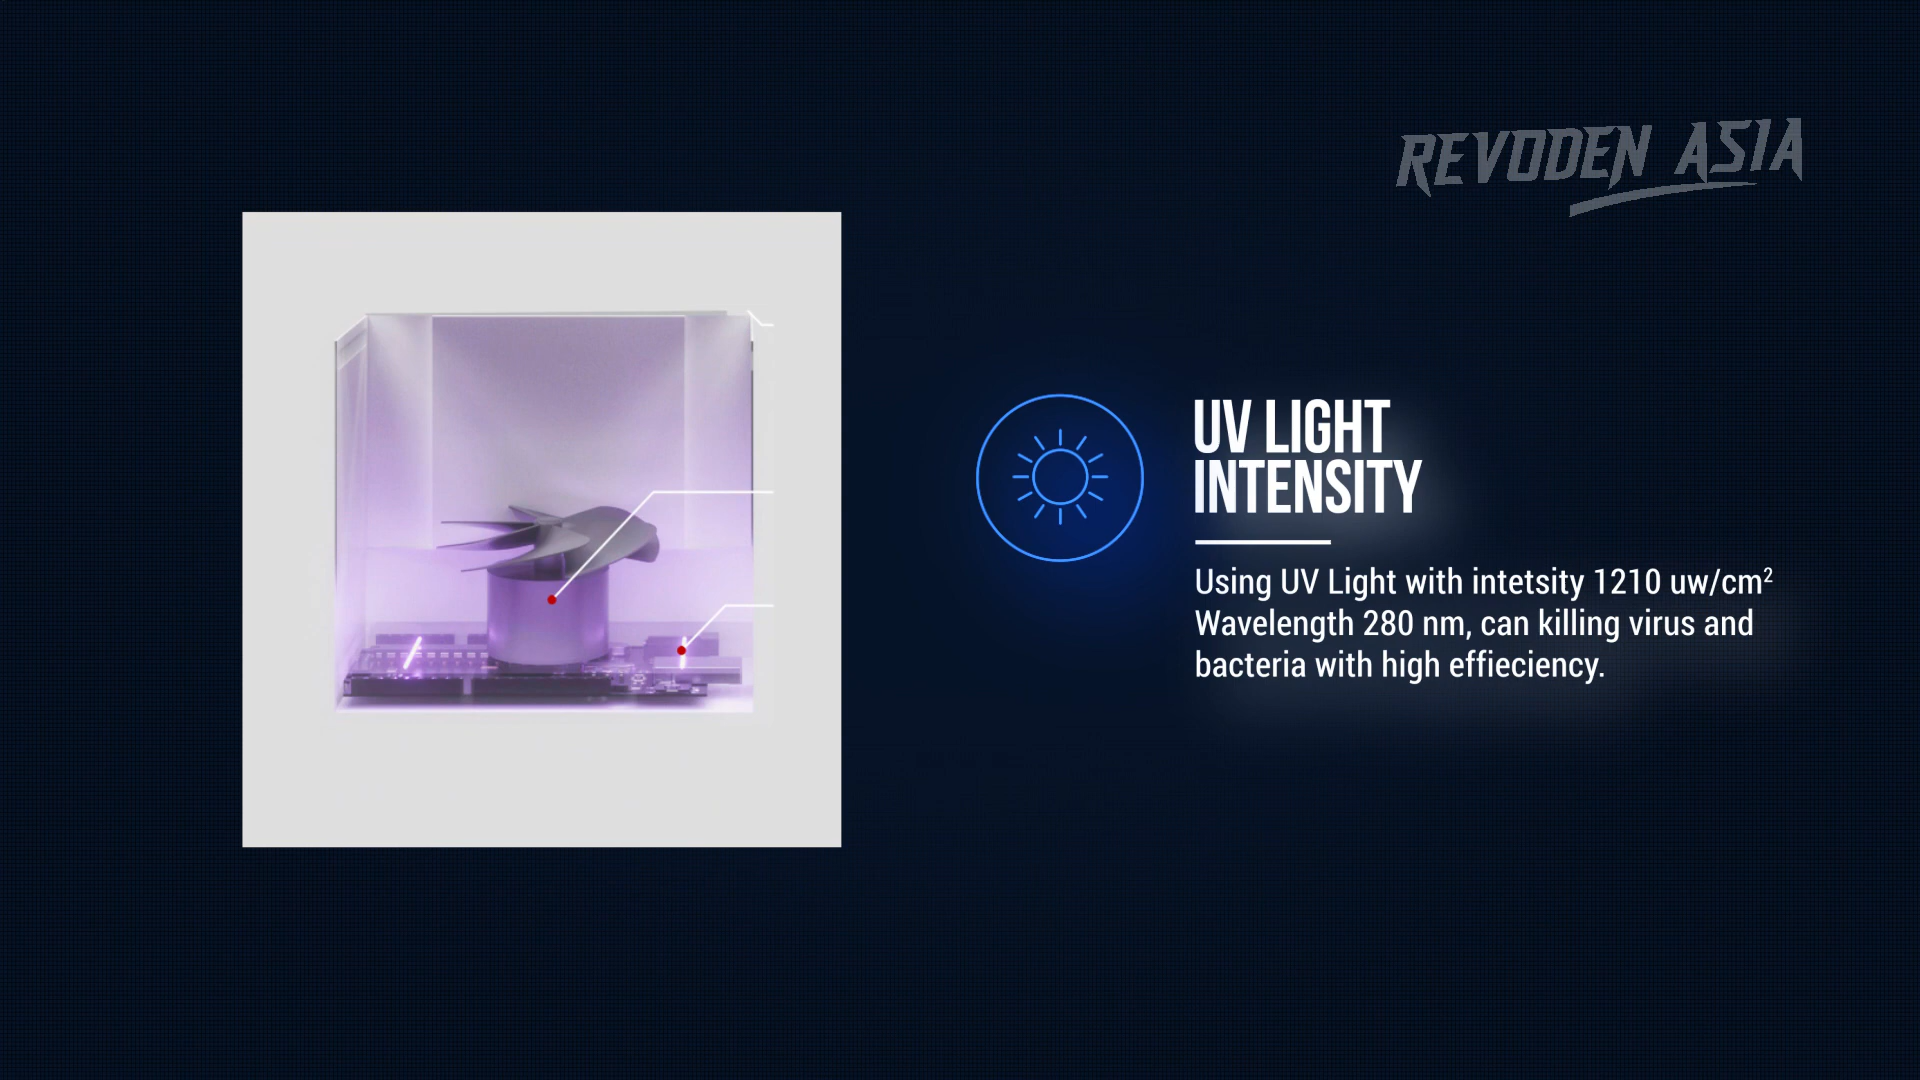 REVODEN ASIA
UV LIGHT
INTENSITY
Using UV Light with intetsity 1210 uw/cm²
Wavelength 280 nm, can killing virus and
bacteria with high effieciency.